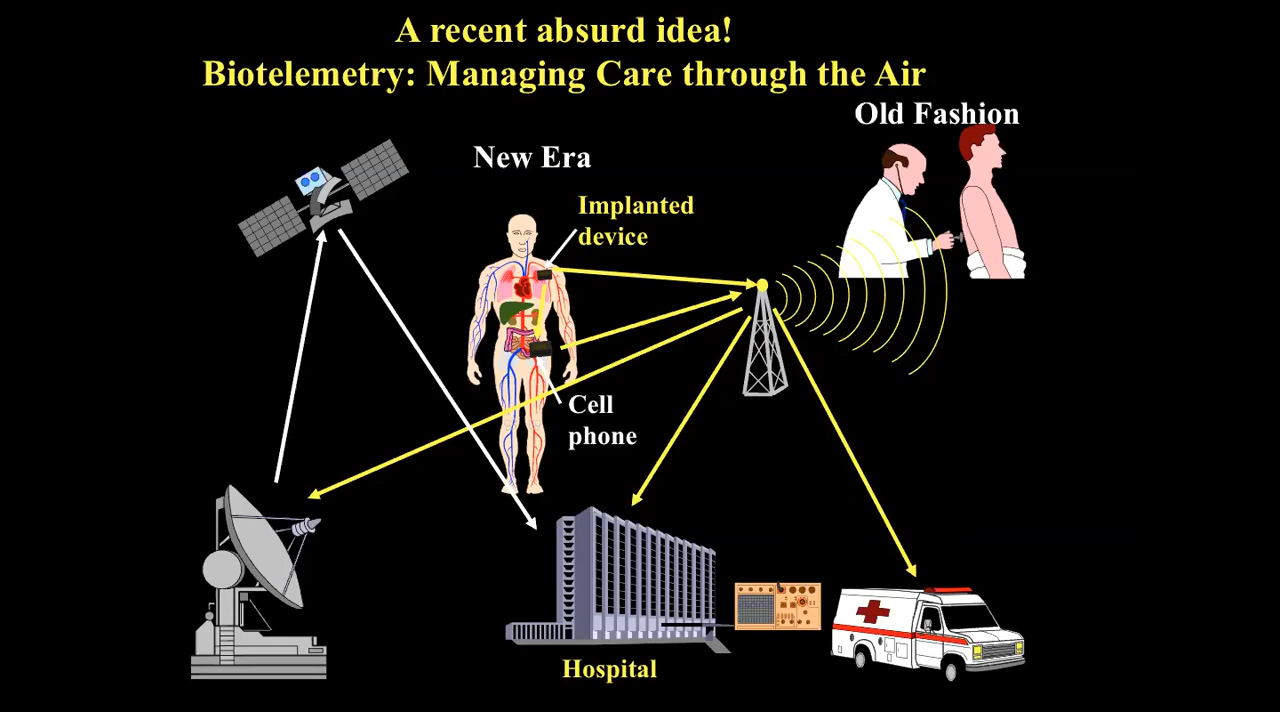 A recent absurd idea!
Biotelemetry: Managing Care through the Air
Old Fashion
New Era
Implanted
device
Cell
phone
Hospital